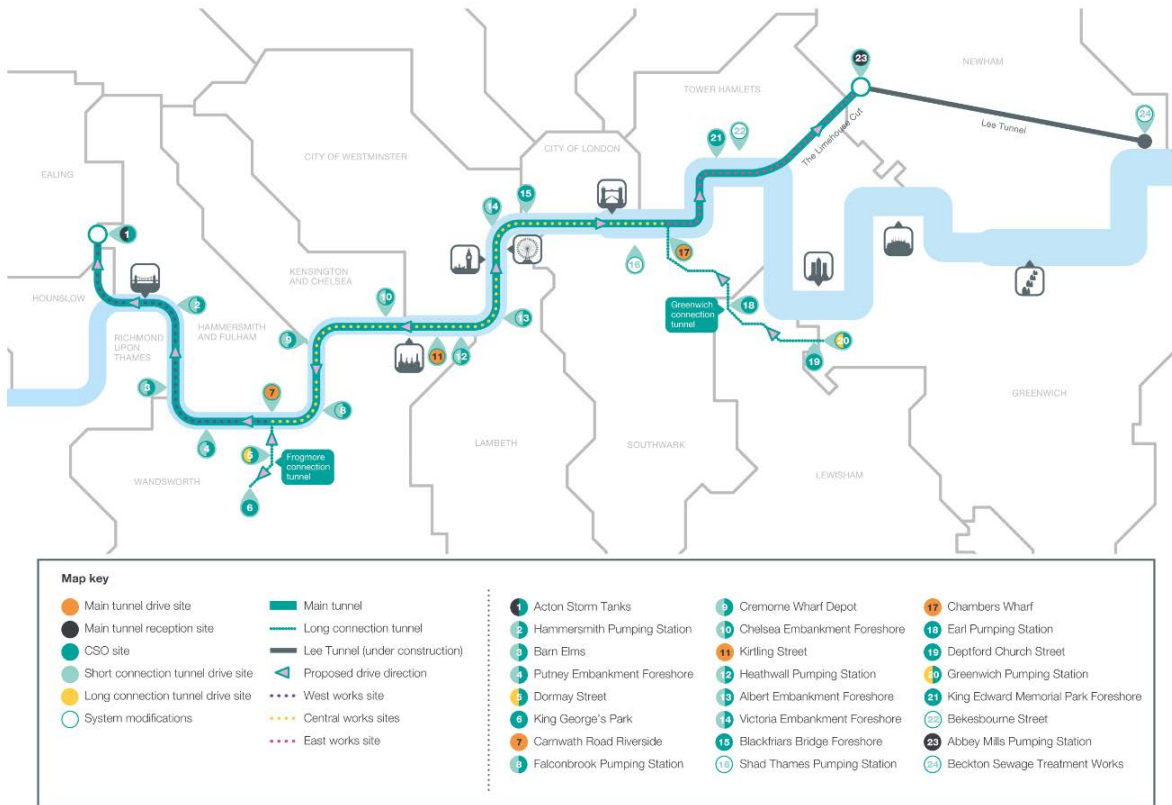 23
NEWHAM
24
TOWER HAMLETS
The Limehouse Cut
Lee Tunnel
21
22
CITY OF LONDON
CITY OF WESTMINSTER
EALING
15
14
1
17
16
KENSINGTON
AND CHELSEA
HOUNSLOW
10
2
13
Greenwich
connection
tunnel
18
HAMMERSMITH
AND FULHAM
RICHMOND
UPON
THAMES
9
11
12
20
19
3
7
GREENWICH
8
4
LAMBETH
SOUTHWARK
5
Frogmore
connection
tunnel
WANDSWORTH
LEWISHAM
6
Map key
Main tunnel drive site
Main tunnel reception site
CSO site
Short connection tunnel drive site
Long connection tunnel drive site
System modifications
Main tunnel
Long connection tunnel
Lee Tunnel (under construction)
Proposed drive direction
West works site
Central works sites
East works site
1 Acton Storm Tanks
2 Hammersmith Pumping Station
3 Barn Elms
4 Putney Embankment Foreshore
5 Dormay Street
6 King George's Park
7 Carnwath Road Riverside
8 Falconbrook Pumping Station
9 Cremorne Wharf Depot
10 Chelsea Embankment Foreshore
11 Kirtling Street
12 Heathwall Pumping Station
13 Albert Embankment Foreshore
14 Victoria Embankment Foreshore
15 Blackfriars Bridge Foreshore
16 Shad Thames Pumping Station
17 Chambers Wharf
18 Earl Pumping Station
19 Deptford Church Street
20 Greenwich Pumping Station
21 King Edward Memorial Park Foreshore
22 Bekesbourne Street
23 Abbey Mills Pumping Station
24 Beckton Sewage Treatment Works